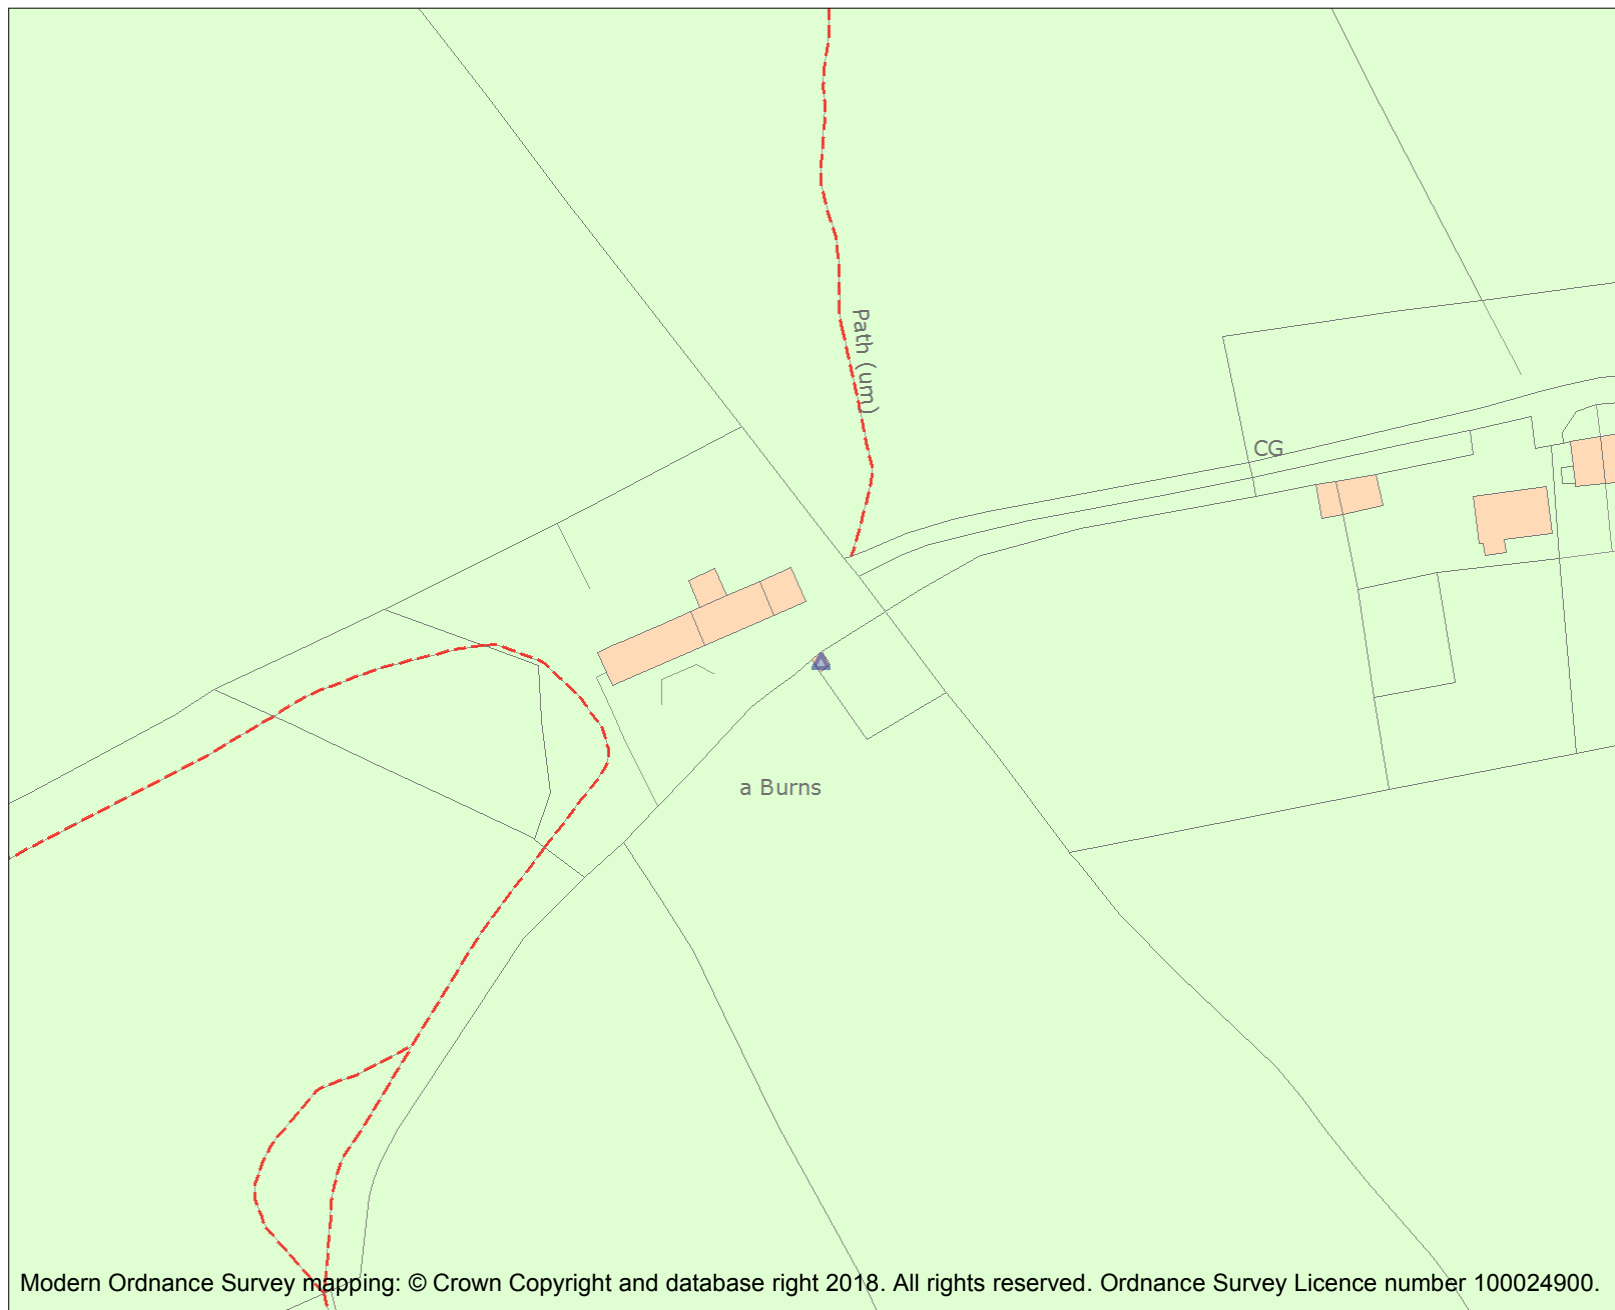 Path (um)
CG
a Burns
Modern Ordnance Survey mapping: © Crown Copyright and database right 2018. All rights reserved. Ordnance Survey Licence number 100024900.